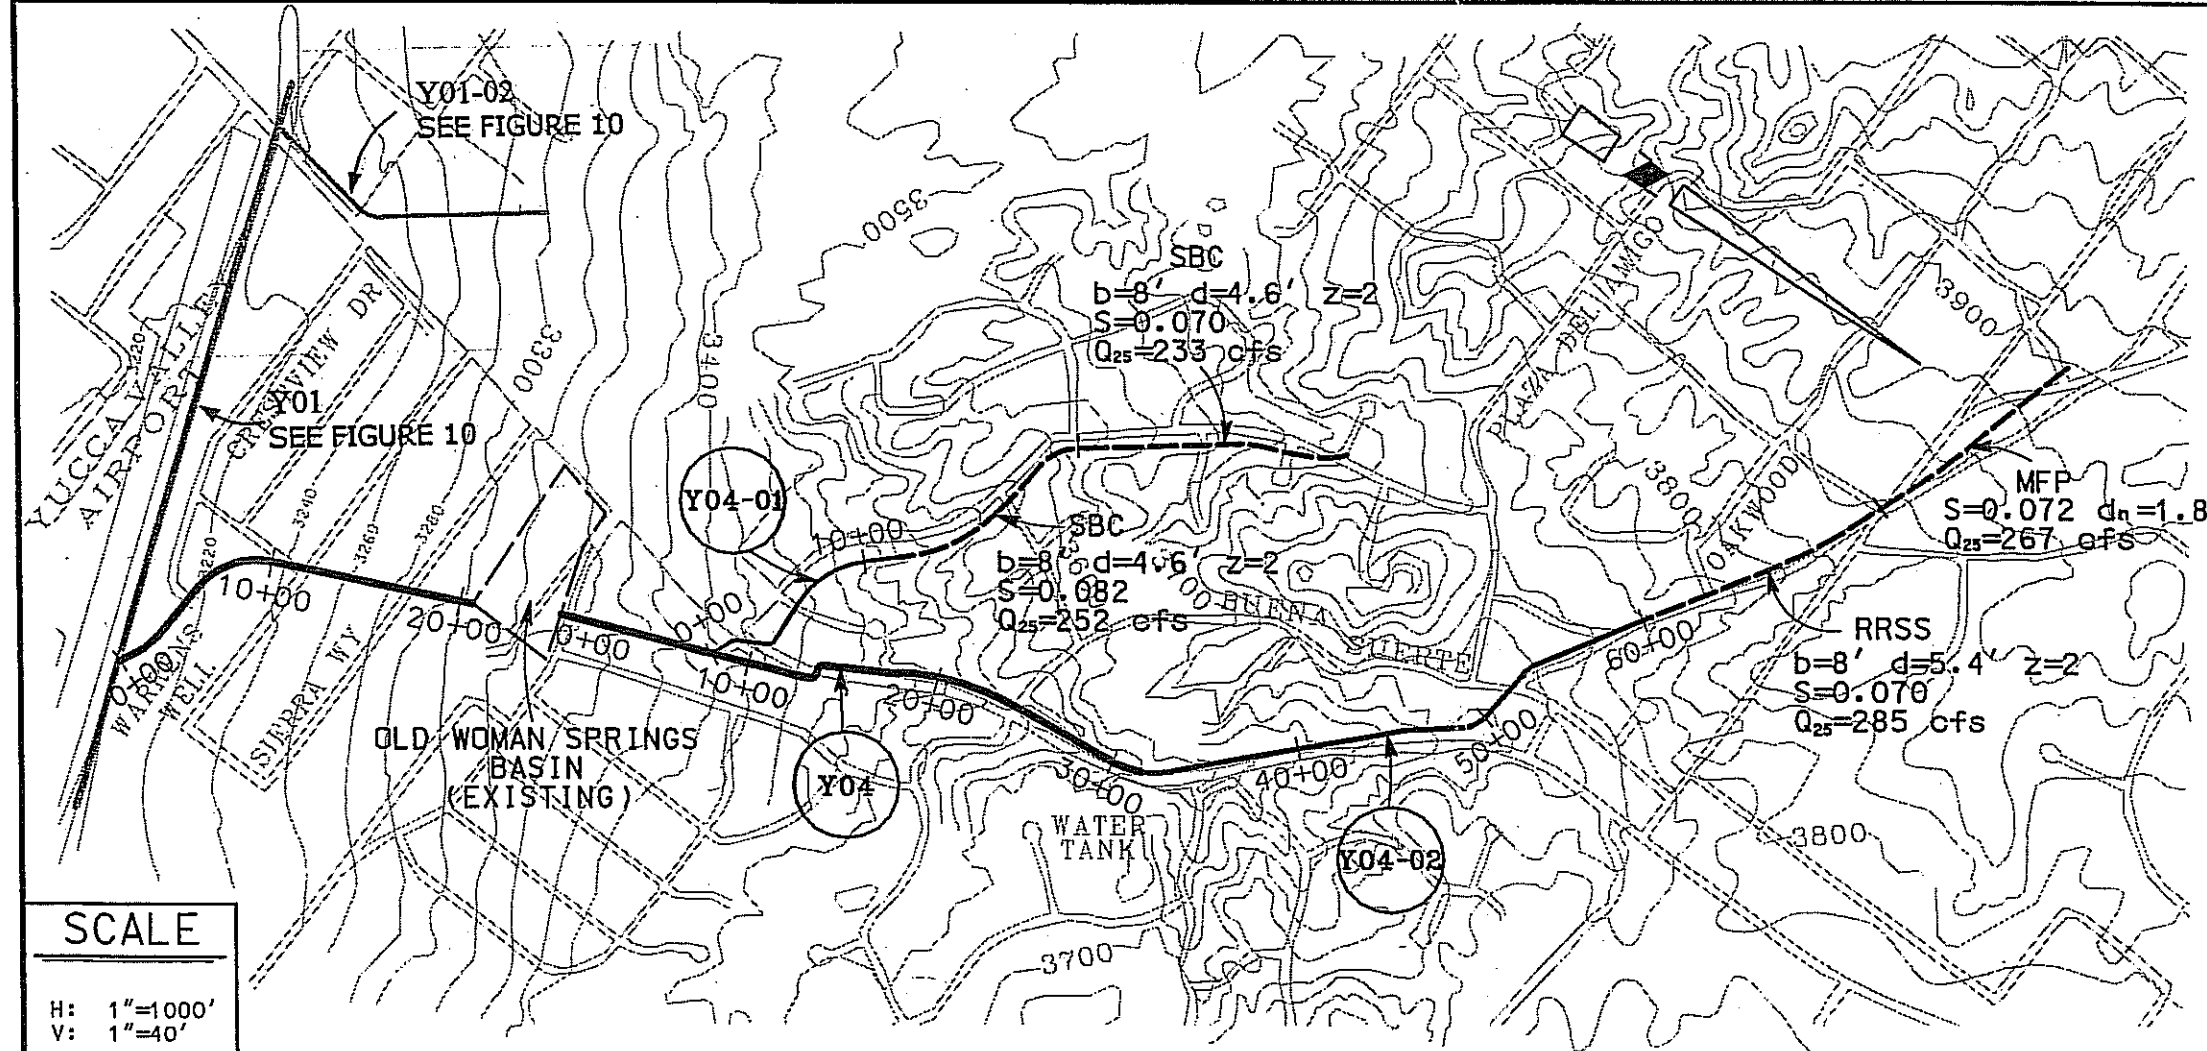 Y01-02
SEE FIGURE 10
3500
SBC
b=8' d=4.6' z=2
S=0.070
Q₂₅=233 cfs
PLAZA DEL AMIGO
3900
3300
3400
CRESTVIEW DR
YUCCA VALLEY
AIRPORT
3220
Y01
SEE FIGURE 10
3240
3260
3280
3220
Y04-01
10+00
SBC
b=8' d=4.6' z=2
S=0.082
Q₂₅=252 cfs
3800
OAKWOOD
MFP
S=0.072 dₙ=1.8
Q₂₅=267 cfs
10+00
20+00
0+00
WARRENS
WELL
SIERRA WY
0+00
0+00
10+00
20+00
BUENA SUERTE
60+00
RRSS
b=8' d=5.4' z=2
S=0.070
Q₂₅=285 cfs
OLD WOMAN SPRINGS
BASIN
(EXISTING)
Y04
30+00
40+00
50+00
WATER
TANK
Y04-02
3800
3700
SCALE
H: 1"=1000'
V: 1"=40'